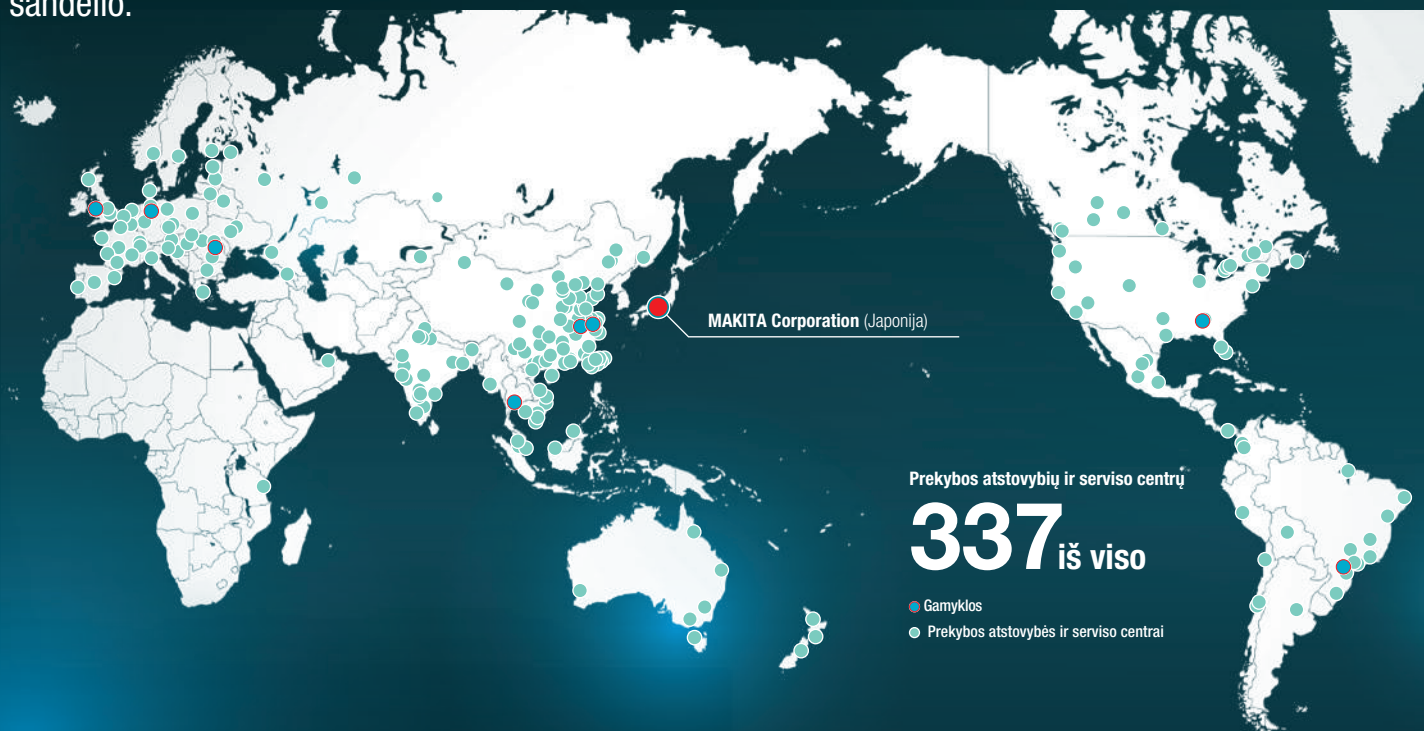 sandėlio.
MAKITA Corporation (Japonija)
Prekybos atstovybių ir serviso centrų
337 iš viso
Gamyklos
Prekybos atstovybės ir serviso centrai